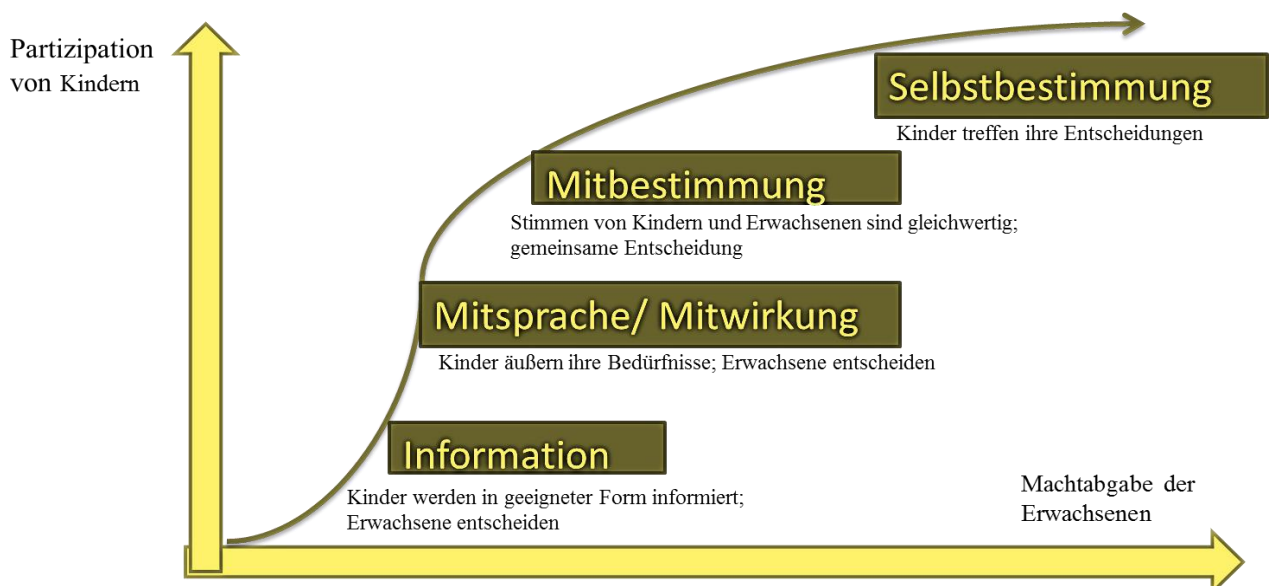 Partizipation
von Kindern
Selbstbestimmung
Kinder treffen ihre Entscheidungen
Mitbestimmung
Stimmen von Kindern und Erwachsenen sind gleichwertig;
gemeinsame Entscheidung
Mitsprache/ Mitwirkung
Kinder äußern ihre Bedürfnisse; Erwachsene entscheiden
Information
Kinder werden in geeigneter Form informiert;
Erwachsene entscheiden
Machtabgabe der
Erwachsenen